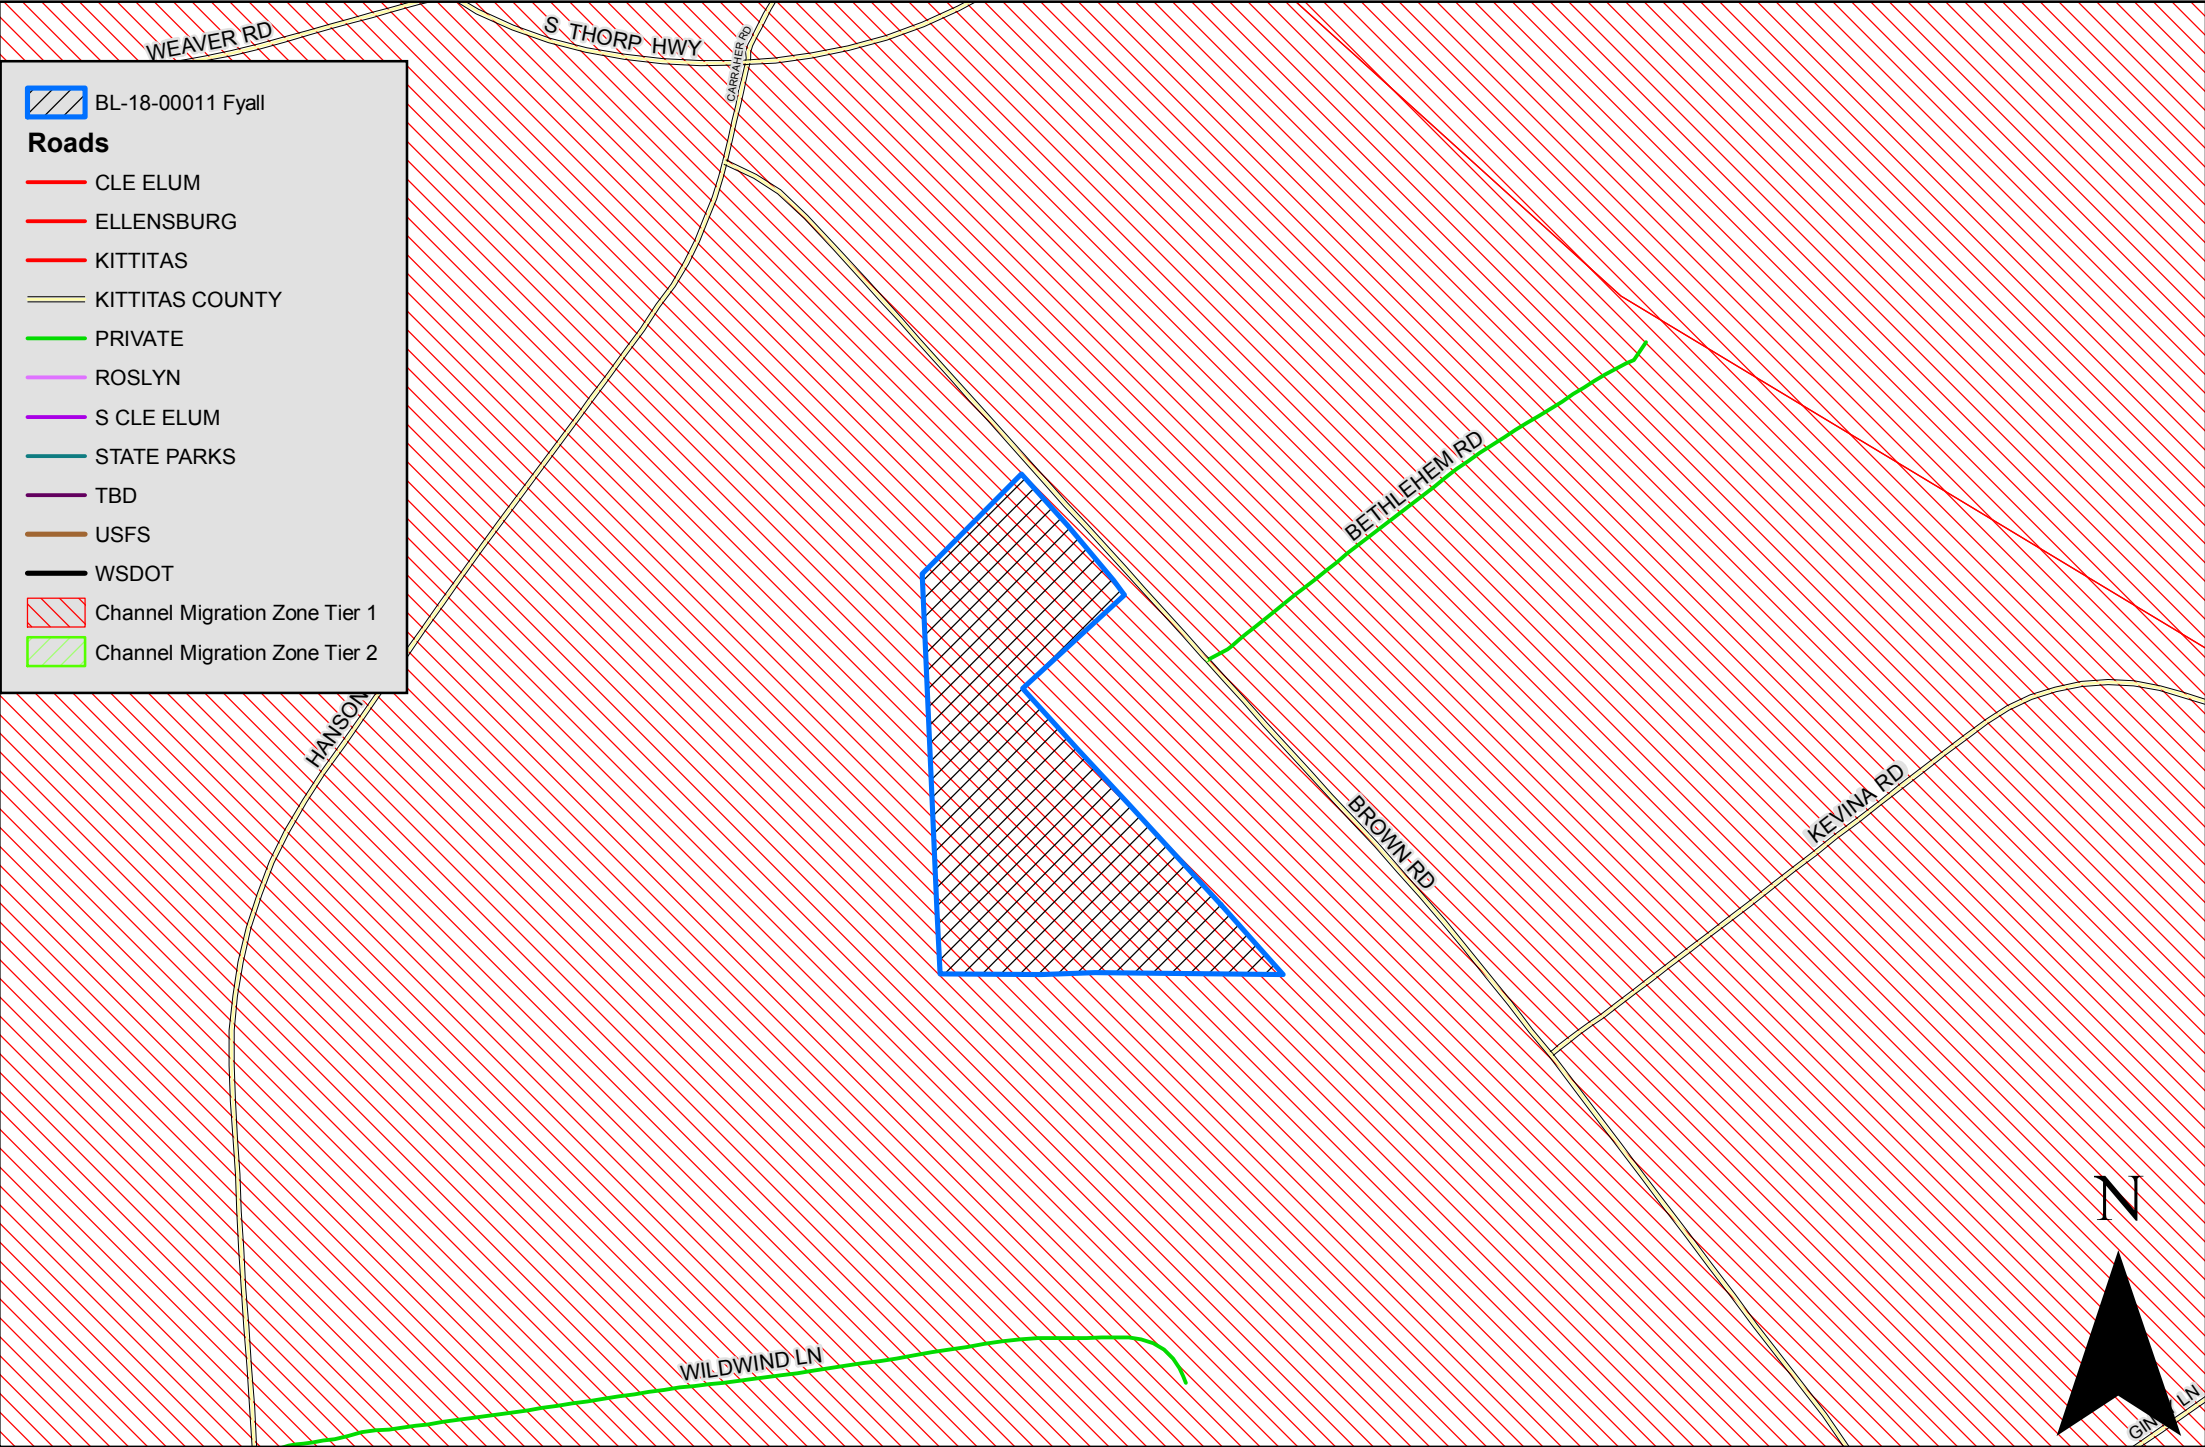 WEAVER RD
S THORP HWY
CARRAHER RD
BL-18-00011 Fyall
Roads
CLE ELUM
ELLENSBURG
KITTITAS
KITTITAS COUNTY
PRIVATE
ROSLYN
S CLE ELUM
STATE PARKS
TBD
USFS
WSDOT
Channel Migration Zone Tier 1
Channel Migration Zone Tier 2
BETHLEHEM RD
HANSON
KEVINA RD
BROWN RD
N
WILDWIND LN
LN